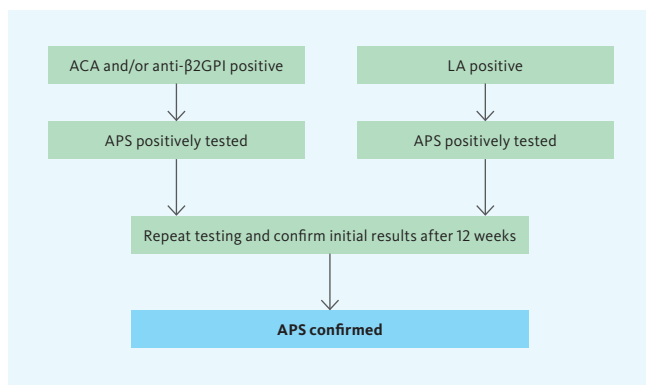 ACA and/or anti-β2GPI positive
LA positive
APS positively tested
APS positively tested
Repeat testing and confirm initial results after 12 weeks
APS confirmed